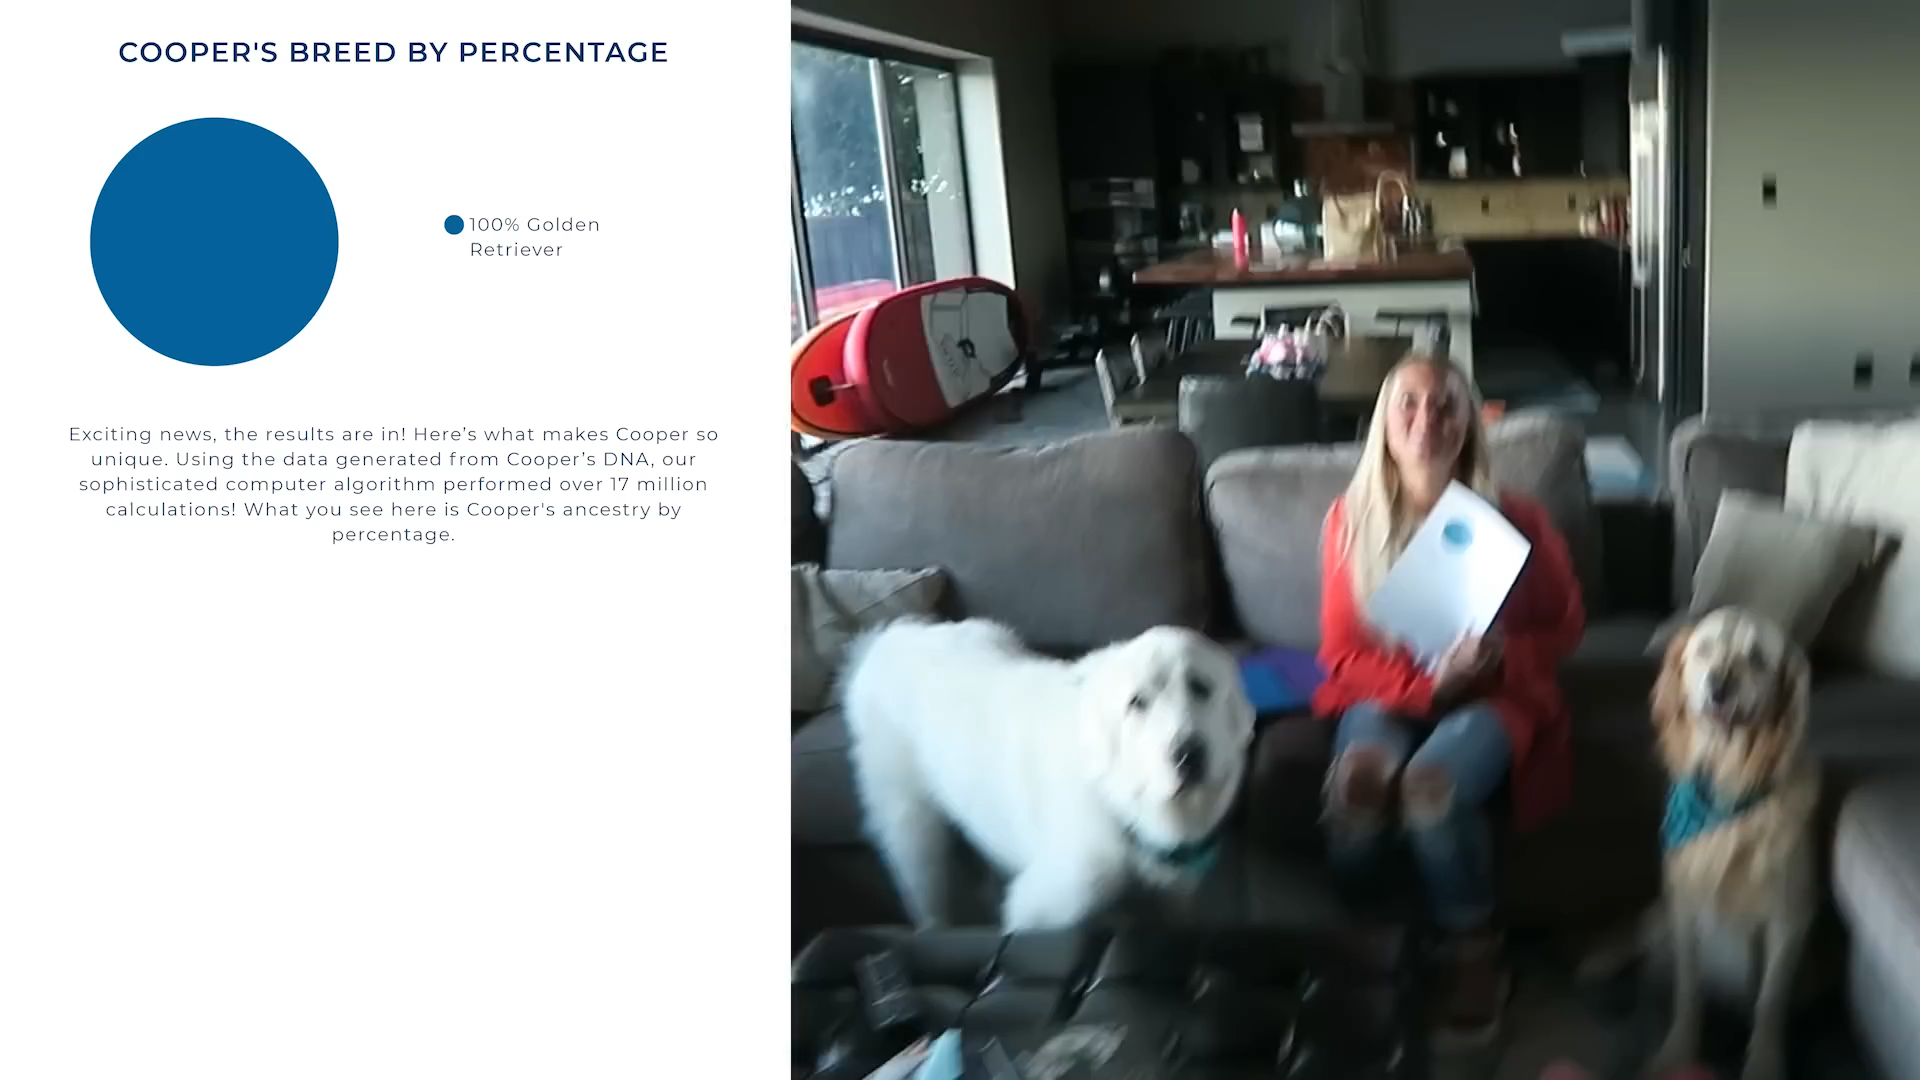 COOPER'S BREED BY PERCENTAGE
100% Golden
Retriever
Exciting news, the results are in! Here’s what makes Cooper so
unique. Using the data generated from Cooper’s DNA, our
sophisticated computer algorithm performed over 17 million
calculations! What you see here is Cooper's ancestry by
percentage.